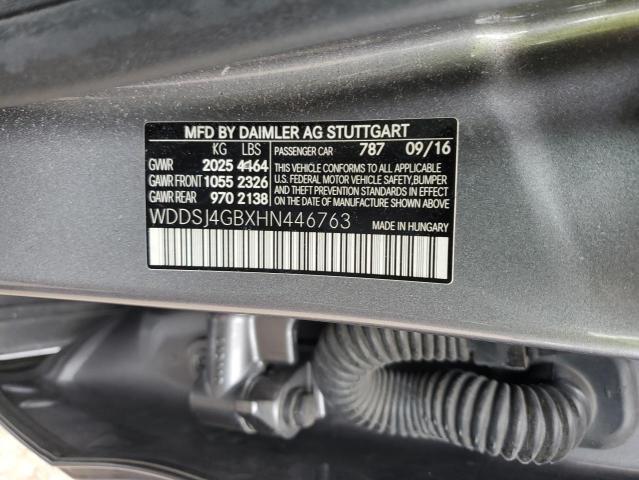 MFD BY DAIMLER AG STUTTGART
KG LBS PASSENGER CAR 787 09/16
GVWR 2025 4464 THIS VEHICLE CONFORMS TO ALL APPLICABLE
GAWR FRONT 1055 2326 U.S. FEDERAL MOTOR VEHICLE SAFETY, BUMPER
GAWR REAR 970 2138 AND THEFT PREVENTION STANDARDS IN EFFECT
ON THE DATE OF MANUFACTURE SHOWN ABOVE.
WDDSJ4GBXHN446763 MADE IN HUNGARY